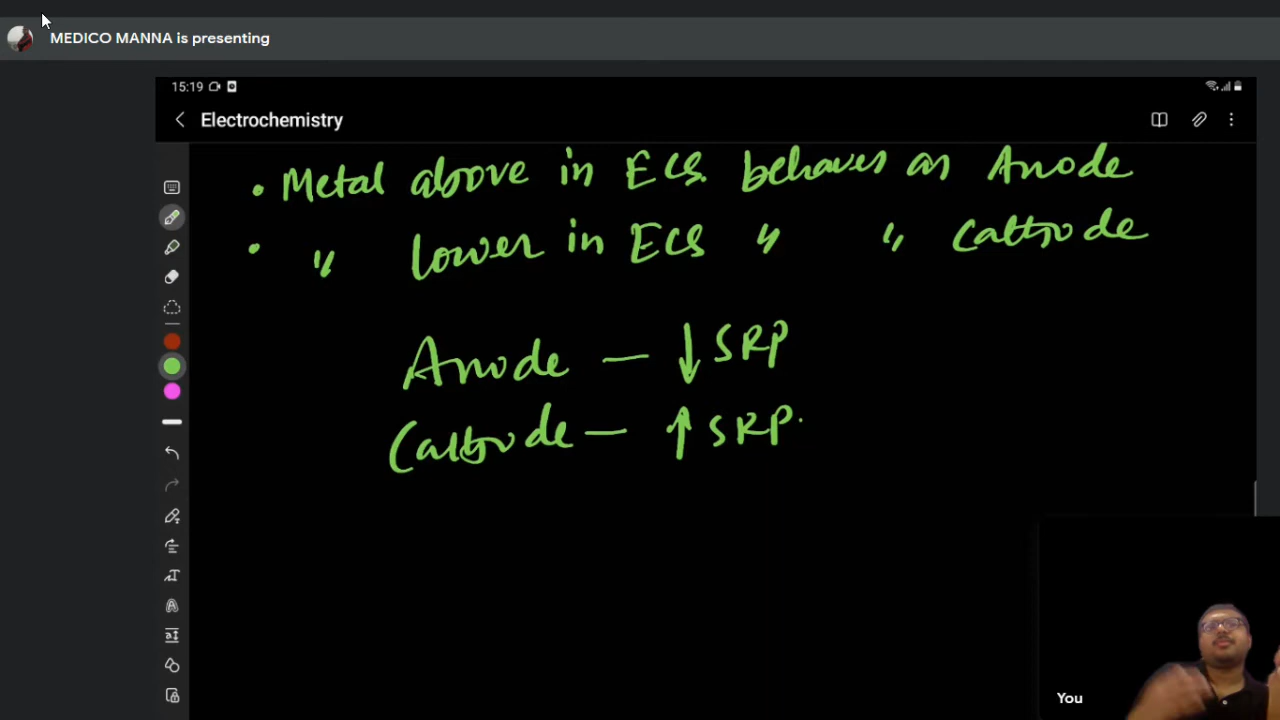 MEDICO MANNA is presenting
15:19
Electrochemistry
• Metal above in ECS. behaves as Anode
• " lower in ECS " " Cathode
Anode — ↓ SRP
Cathode — ↑ SRP.
You